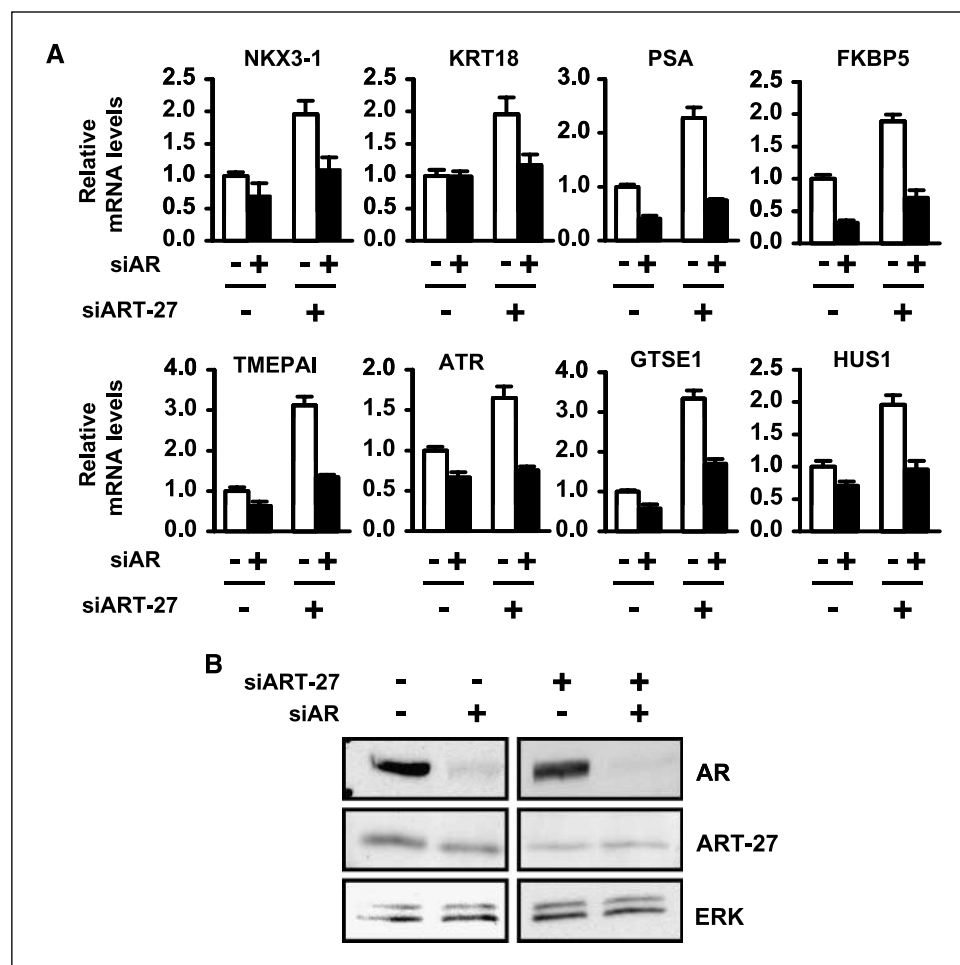 A
NKX3-1 KRT18 PSA FKBP5
Relative mRNA levels
2.5 2.5 3.0 2.5
2.0 2.0 2.0 2.0
1.5 1.5 1.5
1.0 1.0 1.0 1.0
0.5 0.5 0.5
0.0 0.0 0.0 0.0
siAR - + - + - + - + - + - + - + - +
siART-27 - + - + - + - +
TMEPAI ATR GTSE1 HUS1
Relative mRNA levels
4.0 2.0 4.0 2.5
3.0 1.5 3.0 2.0
2.0 1.0 2.0 1.5
1.0 0.5 1.0 1.0
0.5
0.0 0.0 0.0 0.0
siAR - + - + - + - + - + - + - + - +
siART-27 - + - + - + - +
B
siART-27 - - + +
siAR - + - +
AR
ART-27
ERK